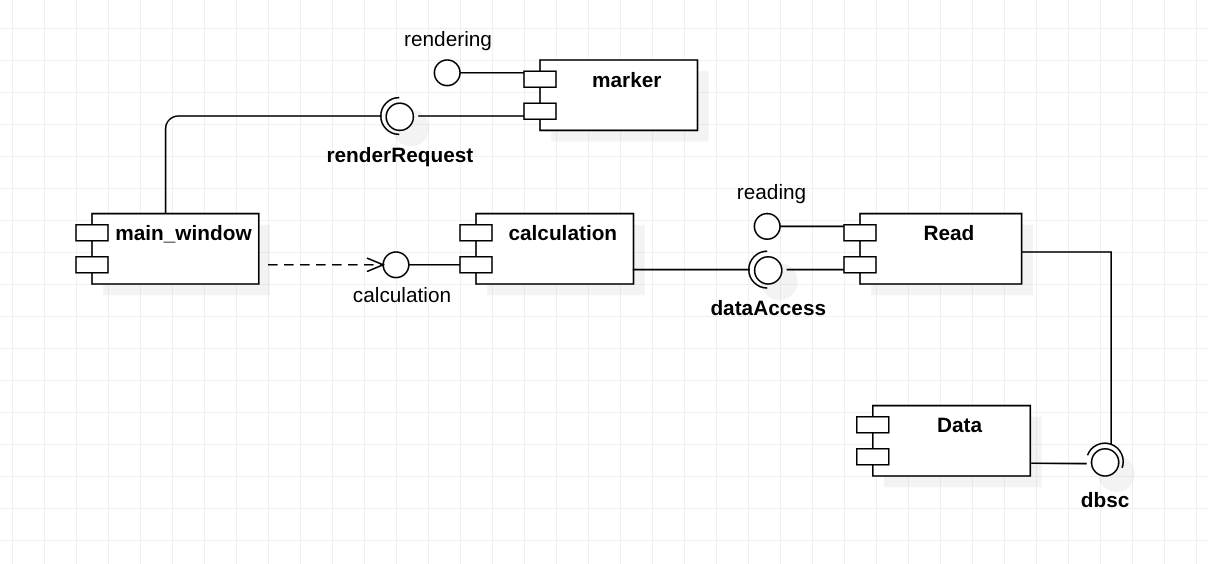 rendering
marker
renderRequest
reading
main_window
calculation
Read
calculation
dataAccess
Data
dbsc